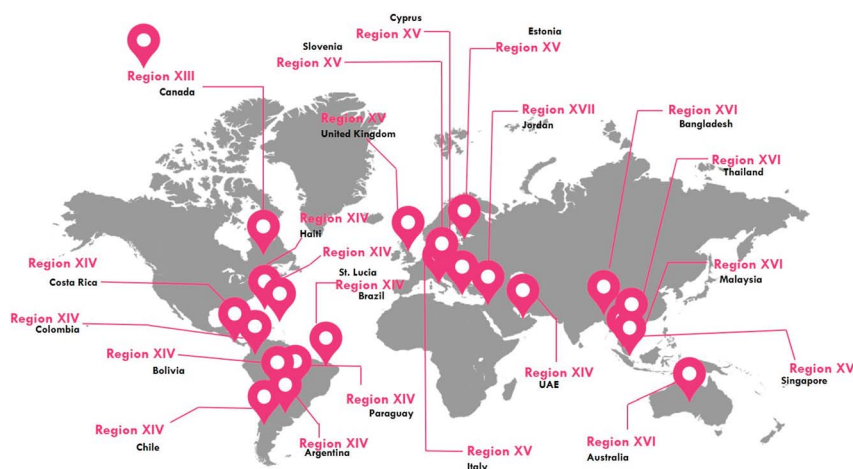 Cyprus
Region XV
Estonia
Region XV
Slovenia
Region XV
Region XIII
Canada
Region XV
United Kingdom
Region XVII
Jordan
Region XVI
Bangladesh
Region XVI
Thailand
Region XIV
Haiti
Region XIV
St. Lucia
Region XIV
Costa Rica
Region XVI
Malaysia
Region XIV
Brazil
Region XIV
Colombia
Region XIV
Bolivia
Region XIV
UAE
Region XV
Singapore
Region XIV
Paraguay
Region XIV
Chile
Region XIV
Argentina
Region XV
Italy
Region XVI
Australia